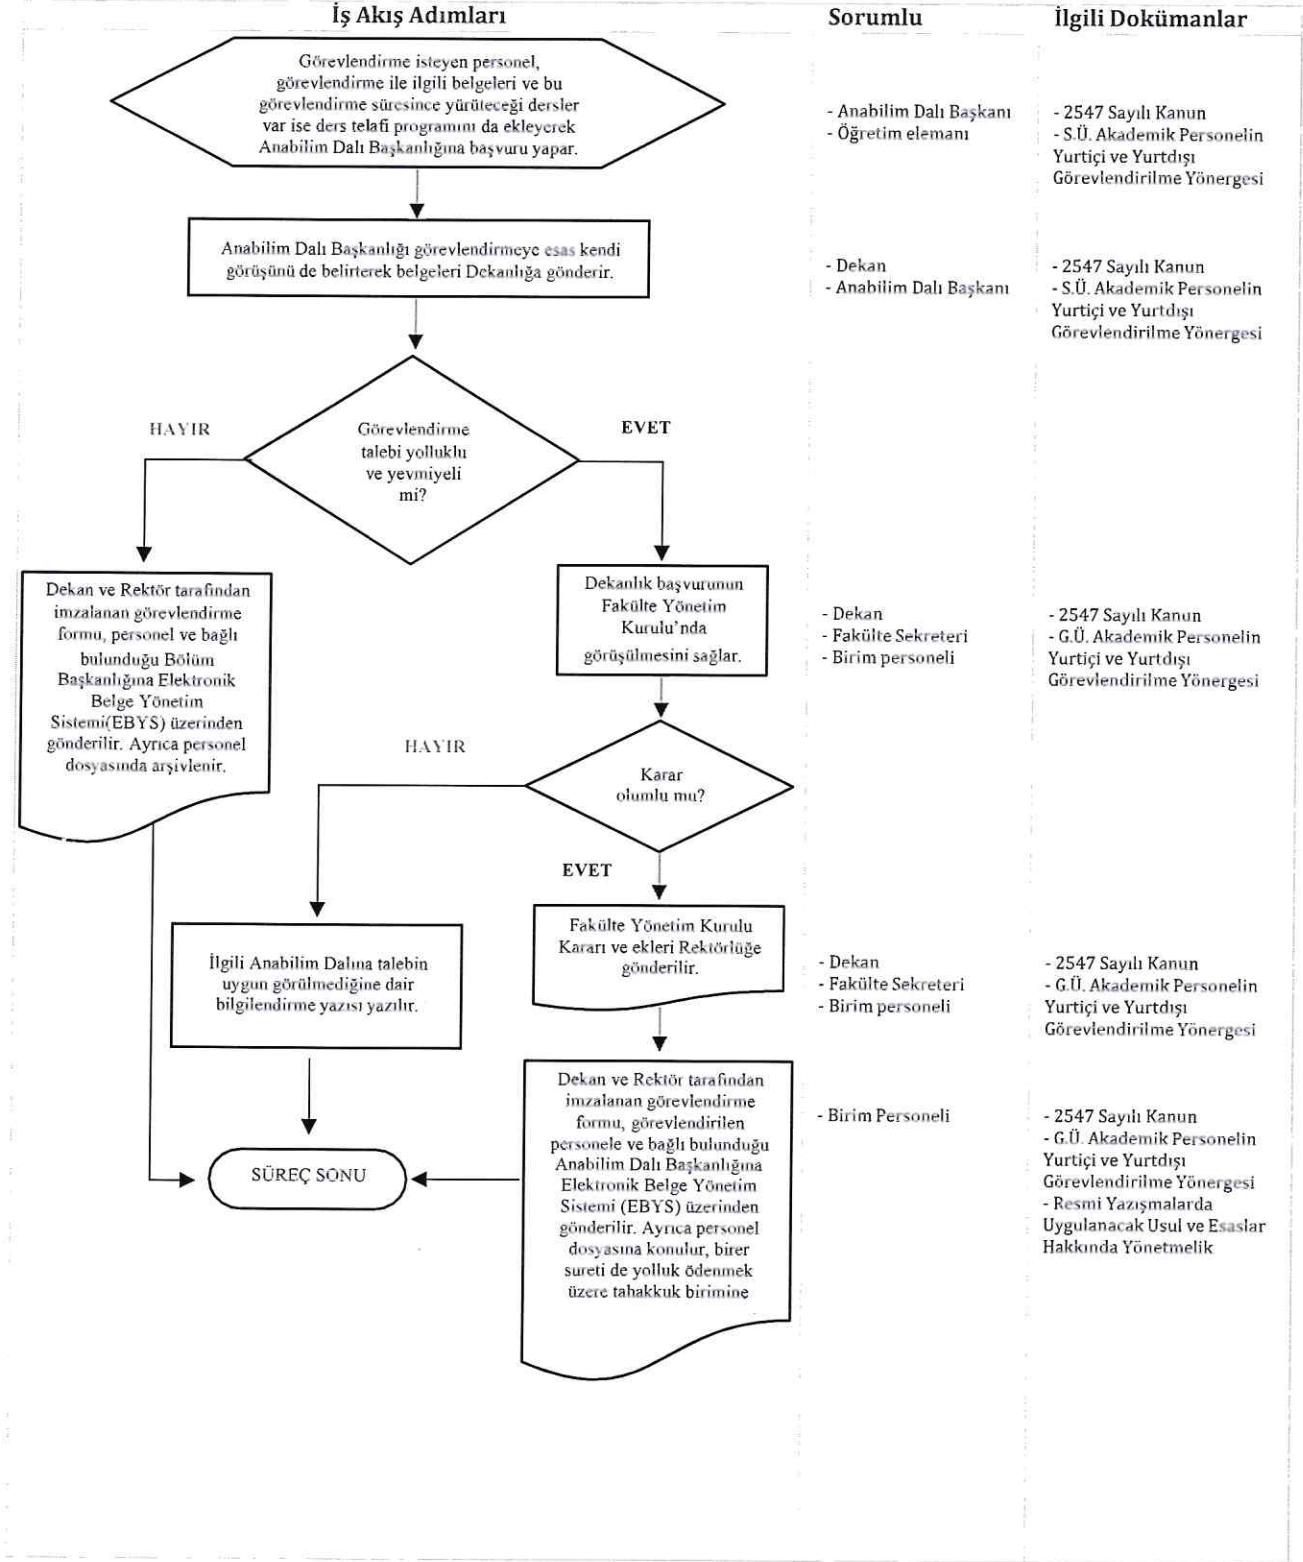 İş Akış Adımları
Sorumlu
İlgili Dokümanlar
Görevlendirme isteyen personel,
görevlendirme ile ilgili belgeleri ve bu
görevlendirme süresince yürüteceği dersler
var ise ders telafi programını da ekleyerek
Anabilim Dalı Başkanlığına başvuru yapar.
- Anabilim Dalı Başkanı
- Öğretim elemanı
- 2547 Sayılı Kanun
- S.Ü. Akademik Personelin
Yurtiçi ve Yurtdışı
Görevlendirilme Yönergesi
Anabilim Dalı Başkanlığı görevlendirmeye esas kendi
görüşünü de belirterek belgeleri Dekanlığa gönderir.
- Dekan
- Anabilim Dalı Başkanı
- 2547 Sayılı Kanun
- S.Ü. Akademik Personelin
Yurtiçi ve Yurtdışı
Görevlendirilme Yönergesi
HAYIR
Görevlendirme
talebi yolluklu
ve yevmiyeli
mi?
EVET
Dekan ve Rektör tarafından
imzalanan görevlendirme
formu, personel ve bağlı
bulunduğu Bölüm
Başkanlığına Elektronik
Belge Yönetim
Sistemi(EBYS) üzerinden
gönderilir. Ayrıca personel
dosyasında arşivlenir.
Dekanlık başvurunun
Fakülte Yönetim
Kurulu'nda
görüşülmesini sağlar.
- Dekan
- Fakülte Sekreteri
- Birim personeli
- 2547 Sayılı Kanun
- G.Ü. Akademik Personelin
Yurtiçi ve Yurtdışı
Görevlendirilme Yönergesi
HAYIR
Karar
olumlu mu?
EVET
İlgili Anabilim Dalına talebin
uygun görülmediğine dair
bilgilendirme yazısı yazılır.
Fakülte Yönetim Kurulu
Kararı ve ekleri Rektörlüğe
gönderilir.
- Dekan
- Fakülte Sekreteri
- Birim personeli
- 2547 Sayılı Kanun
- G.Ü. Akademik Personelin
Yurtiçi ve Yurtdışı
Görevlendirilme Yönergesi
SÜREÇ SONU
Dekan ve Rektör tarafından
imzalanan görevlendirme
formu, görevlendirilen
personele ve bağlı bulunduğu
Anabilim Dalı Başkanlığına
Elektronik Belge Yönetim
Sistemi (EBYS) üzerinden
gönderilir. Ayrıca personel
dosyasına konulur, birer
sureti de yolluk ödenmek
üzere tahakkuk birimine
- Birim Personeli
- 2547 Sayılı Kanun
- G.Ü. Akademik Personelin
Yurtiçi ve Yurtdışı
Görevlendirilme Yönergesi
- Resmi Yazışmalarda
Uygulanacak Usul ve Esaslar
Hakkında Yönetmelik